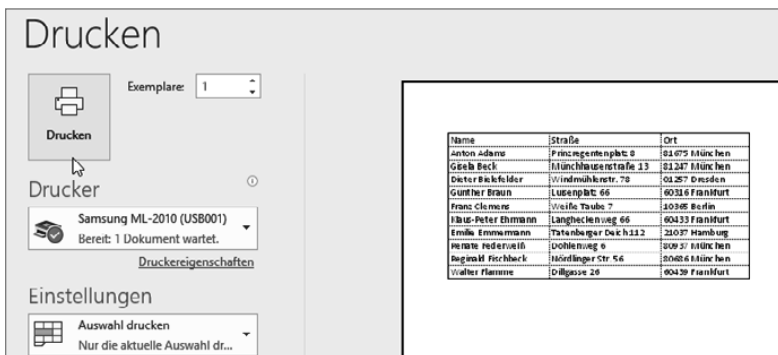 Drucken
Exemplare: 1
Drucken
Drucker
Samsung ML-2010 (USB001)
Bereit: 1 Dokument wartet.
Druckereigenschaften
Einstellungen
Auswahl drucken
Nur die aktuelle Auswahl dr...
Name Straße Ort
Anton Adams Prinzregentenplatz 8 81675 München
Gisela Beck Münchhausenstraße 13 81247 München
Dieter Bielefelder Windmühlenstr. 78 01257 Dresden
Gunther Braun Lusenplatz 66 60316 Frankfurt
Franz Clemens Weiße Taube 7 10365 Berlin
Klaus-Peter Ehrmann Langheckenweg 66 60433 Frankfurt
Emilie Emmermann Tatenberger Deich 112 21037 Hamburg
Renate Federweiß Dohlenweg 6 80937 München
Reginald Fischbeck Nördlinger Str. 56 80686 München
Walter Flamme Dillgasse 26 60439 Frankfurt